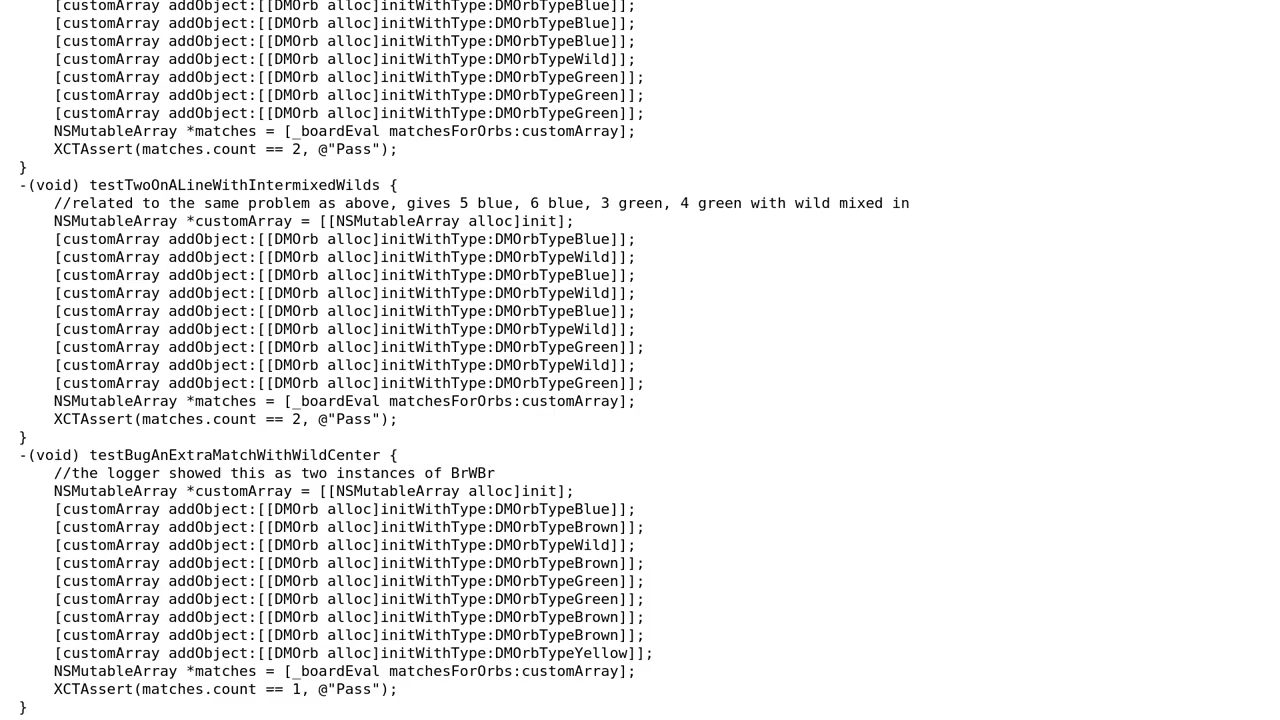 [customArray addObject:[[DMOrb alloc]initWithType:DMOrbTypeBlue]];
    [customArray addObject:[[DMOrb alloc]initWithType:DMOrbTypeBlue]];
    [customArray addObject:[[DMOrb alloc]initWithType:DMOrbTypeBlue]];
    [customArray addObject:[[DMOrb alloc]initWithType:DMOrbTypeWild]];
    [customArray addObject:[[DMOrb alloc]initWithType:DMOrbTypeGreen]];
    [customArray addObject:[[DMOrb alloc]initWithType:DMOrbTypeGreen]];
    [customArray addObject:[[DMOrb alloc]initWithType:DMOrbTypeGreen]];
    NSMutableArray *matches = [_boardEval matchesForOrbs:customArray];
    XCTAssert(matches.count == 2, @"Pass");
}
-(void) testTwoOnALineWithIntermixedWilds {
    //related to the same problem as above, gives 5 blue, 6 blue, 3 green, 4 green with wild mixed in
    NSMutableArray *customArray = [[NSMutableArray alloc]init];
    [customArray addObject:[[DMOrb alloc]initWithType:DMOrbTypeBlue]];
    [customArray addObject:[[DMOrb alloc]initWithType:DMOrbTypeWild]];
    [customArray addObject:[[DMOrb alloc]initWithType:DMOrbTypeBlue]];
    [customArray addObject:[[DMOrb alloc]initWithType:DMOrbTypeWild]];
    [customArray addObject:[[DMOrb alloc]initWithType:DMOrbTypeBlue]];
    [customArray addObject:[[DMOrb alloc]initWithType:DMOrbTypeWild]];
    [customArray addObject:[[DMOrb alloc]initWithType:DMOrbTypeGreen]];
    [customArray addObject:[[DMOrb alloc]initWithType:DMOrbTypeWild]];
    [customArray addObject:[[DMOrb alloc]initWithType:DMOrbTypeGreen]];
    NSMutableArray *matches = [_boardEval matchesForOrbs:customArray];
    XCTAssert(matches.count == 2, @"Pass");
}
-(void) testBugAnExtraMatchWithWildCenter {
    //the logger showed this as two instances of BrWBr
    NSMutableArray *customArray = [[NSMutableArray alloc]init];
    [customArray addObject:[[DMOrb alloc]initWithType:DMOrbTypeBlue]];
    [customArray addObject:[[DMOrb alloc]initWithType:DMOrbTypeBrown]];
    [customArray addObject:[[DMOrb alloc]initWithType:DMOrbTypeWild]];
    [customArray addObject:[[DMOrb alloc]initWithType:DMOrbTypeBrown]];
    [customArray addObject:[[DMOrb alloc]initWithType:DMOrbTypeGreen]];
    [customArray addObject:[[DMOrb alloc]initWithType:DMOrbTypeGreen]];
    [customArray addObject:[[DMOrb alloc]initWithType:DMOrbTypeBrown]];
    [customArray addObject:[[DMOrb alloc]initWithType:DMOrbTypeBrown]];
    [customArray addObject:[[DMOrb alloc]initWithType:DMOrbTypeYellow]];
    NSMutableArray *matches = [_boardEval matchesForOrbs:customArray];
    XCTAssert(matches.count == 1, @"Pass");
}